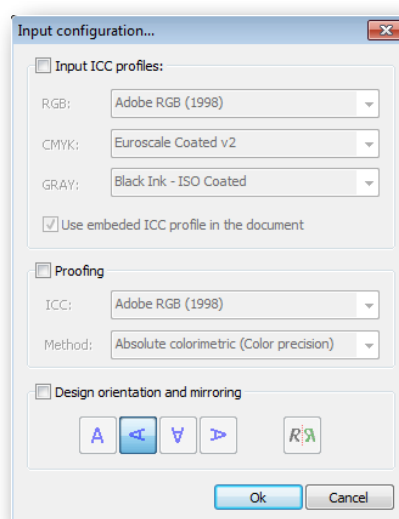 Input configuration...
Input ICC profiles:
RGB: Adobe RGB (1998)
CMYK: Euroscale Coated v2
GRAY: Black Ink - ISO Coated
Use embeded ICC profile in the document
Proofing
ICC: Adobe RGB (1998)
Method: Absolute colorimetric (Color precision)
Design orientation and mirroring
A A A A R R
Ok Cancel